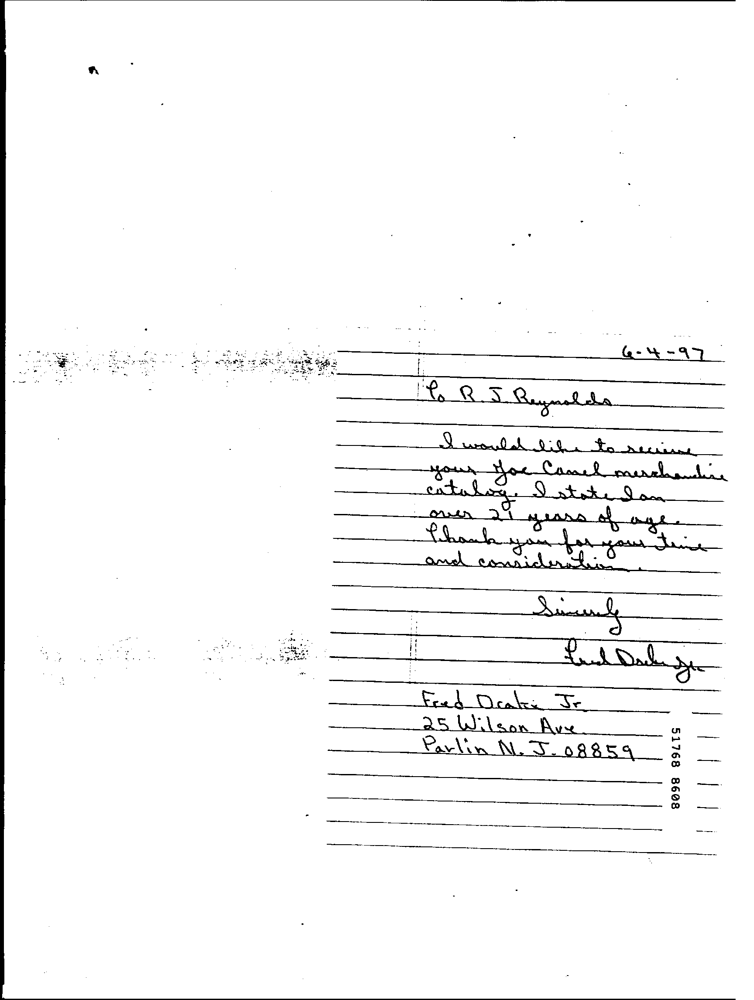 6-4-97
To R. J. Reynolds
I would like to recieve
your Joe Camel merchandise
catalog. I state I am
over 21 years of age.
Thank you for your time
and consideration.
Sincerely
Fred Drake Jr
Fred Drake Jr
25 Wilson Ave
Parlin N. J. 08859
51768 8608